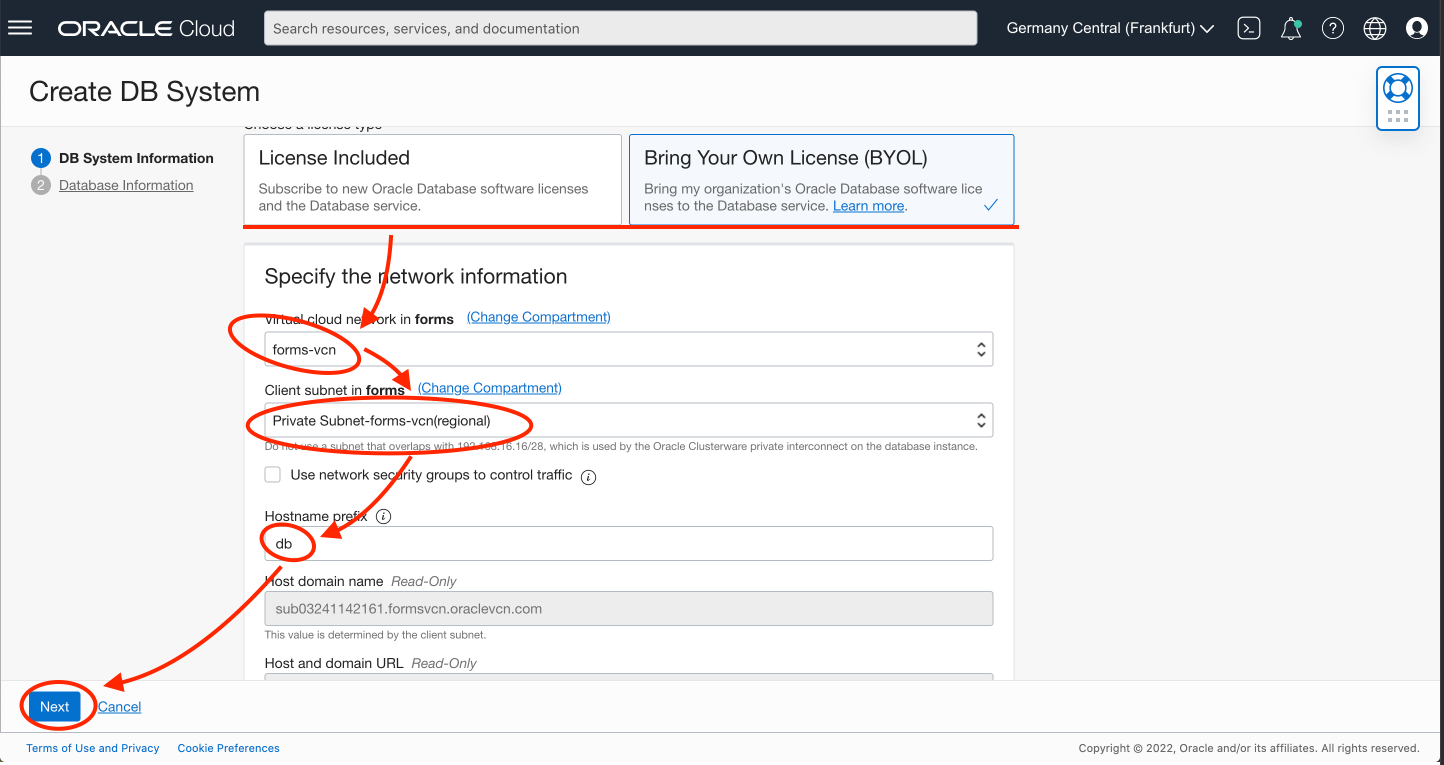 ORACLE Cloud
Search resources, services, and documentation
Germany Central (Frankfurt)
Create DB System
1 DB System Information
2 Database Information
Choose a license type
License Included
Subscribe to new Oracle Database software licenses
and the Database service.
Bring Your Own License (BYOL)
Bring my organization's Oracle Database software lice
nses to the Database service. Learn more.
Specify the network information
Virtual cloud network in forms (Change Compartment)
forms-vcn
Client subnet in forms (Change Compartment)
Private Subnet-forms-vcn(regional)
Do not use a subnet that overlaps with 192.168.16.16/28, which is used by the Oracle Clusterware private interconnect on the database instance.
Use network security groups to control traffic i
Hostname prefix i
db
Host domain name Read-Only
sub03241142161.formsvcn.oraclevcn.com
This value is determined by the client subnet.
Host and domain URL Read-Only
Next Cancel
Terms of Use and Privacy Cookie Preferences
Copyright © 2022, Oracle and/or its affiliates. All rights reserved.